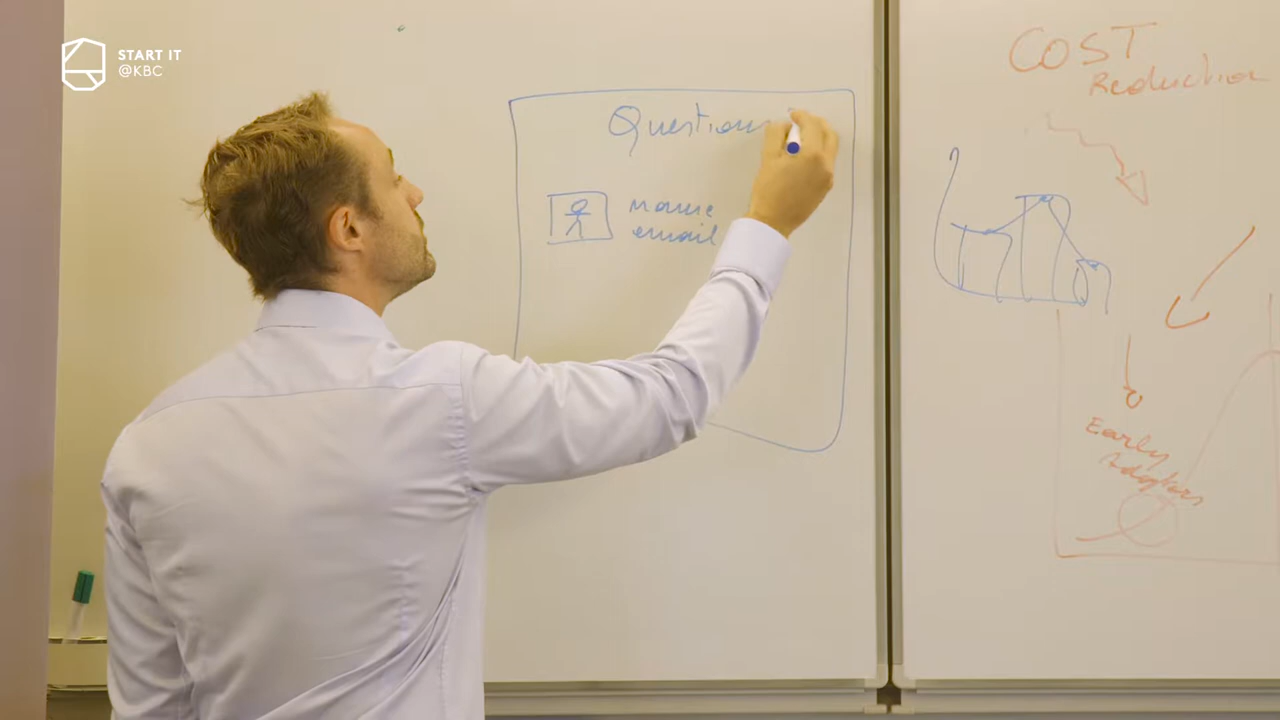 START IT
@KBC
Question
name
email
COST
Reduction
Early
Adopters